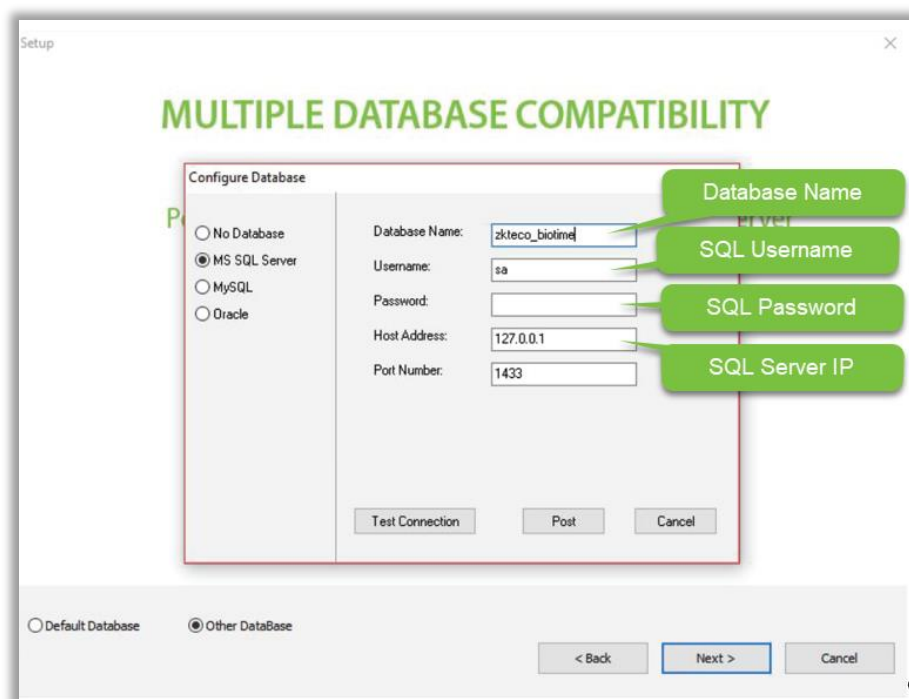 Setup
MULTIPLE DATABASE COMPATIBILITY
Configure Database
No Database
MS SQL Server
MySQL
Oracle
Database Name: zkteco_biotime
Username: sa
Password:
Host Address: 127.0.0.1
Port Number: 1433
Database Name
SQL Username
SQL Password
SQL Server IP
Test Connection Post Cancel
Default Database Other DataBase
< Back Next > Cancel